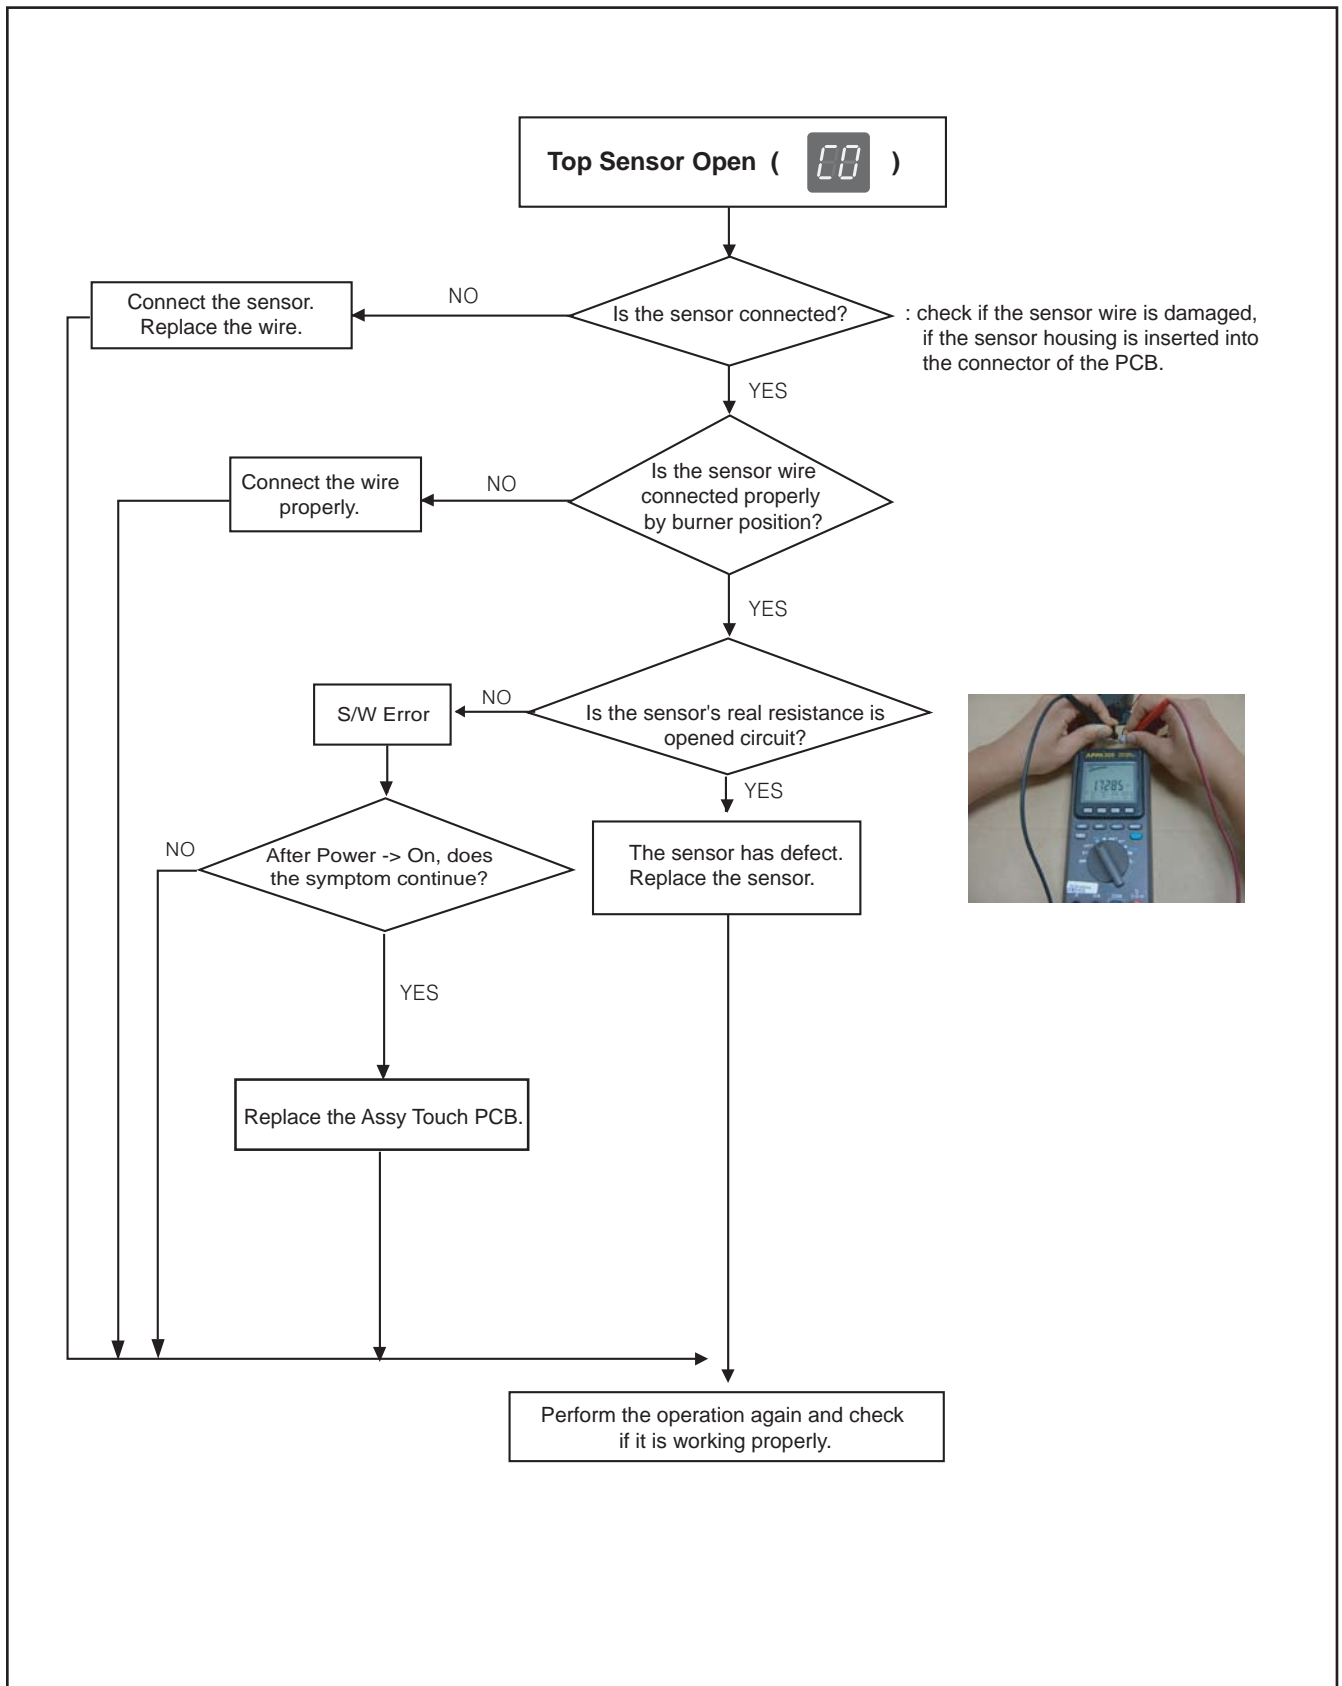 Top Sensor Open ( C0 )
Is the sensor connected?
: check if the sensor wire is damaged,
if the sensor housing is inserted into
the connector of the PCB.
NO
Connect the sensor.
Replace the wire.
YES
Is the sensor wire
connected properly
by burner position?
NO
Connect the wire
properly.
YES
Is the sensor's real resistance is
opened circuit?
NO
S/W Error
YES
The sensor has defect.
Replace the sensor.
After Power -> On, does
the symptom continue?
NO
YES
Replace the Assy Touch PCB.
Perform the operation again and check
if it is working properly.
17285